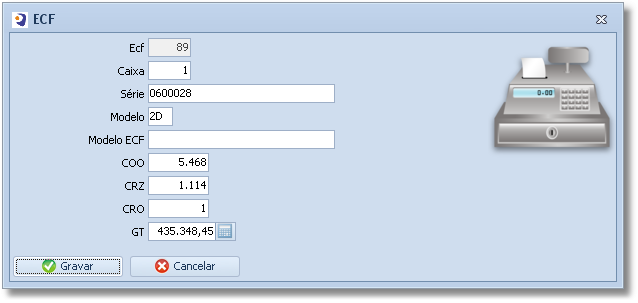 ECF
Ecf 89
Caixa 1
Série 0600028
Modelo 2D
Modelo ECF
COO 5.468
CRZ 1.114
CRO 1
GT 435.348,45
Gravar Cancelar
0-00